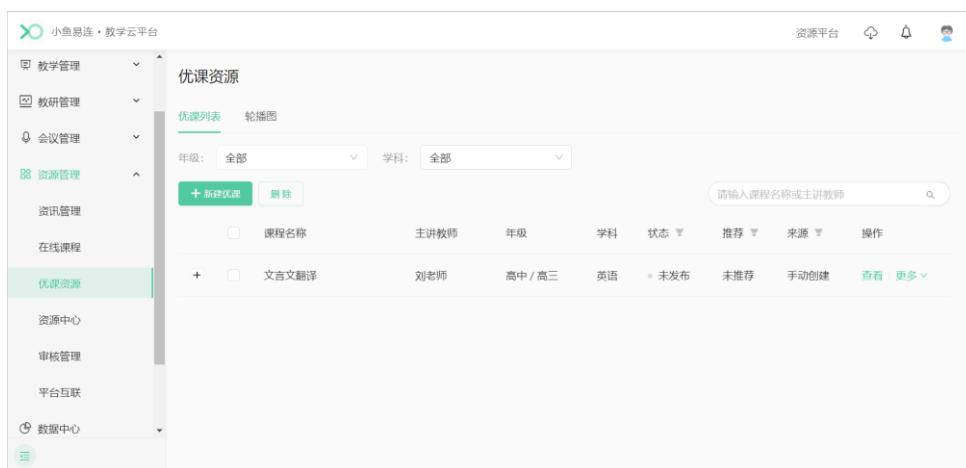 小鱼易连·教学云平台
资源平台
教学管理
教研管理
会议管理
资源管理
资讯管理
在线课程
优课资源
资源中心
审核管理
平台互联
数据中心
优课资源
优课列表 轮播图
年级: 全部 学科: 全部
+ 新建优课 删除 请输入课程名称或主讲教师
课程名称 主讲教师 年级 学科 状态 推荐 来源 操作
+ 文言文翻译 刘老师 高中 / 高三 英语 未发布 未推荐 手动创建 查看 更多